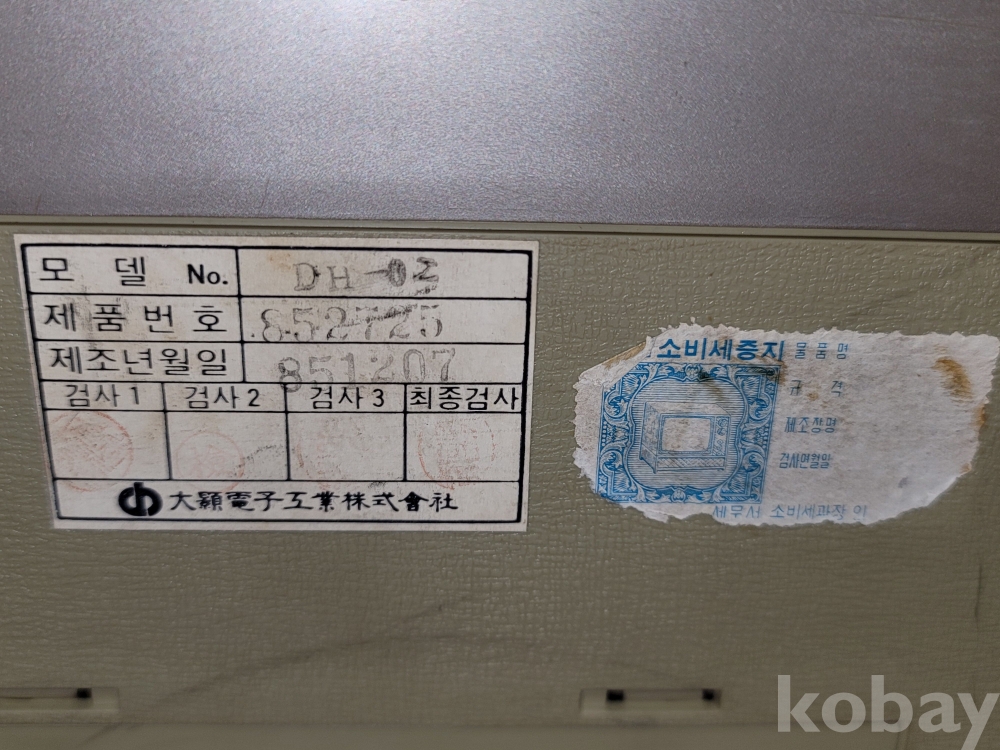 모 델 No. DH-02
제 품 번 호 852725
제조년월일 851207
검사1 검사2 검사3 최종검사
大顯電子工業株式會社
소비세증지 물 품 명
규 격
제조장명
검사연월일
세무서 소비세과장 인
kobay